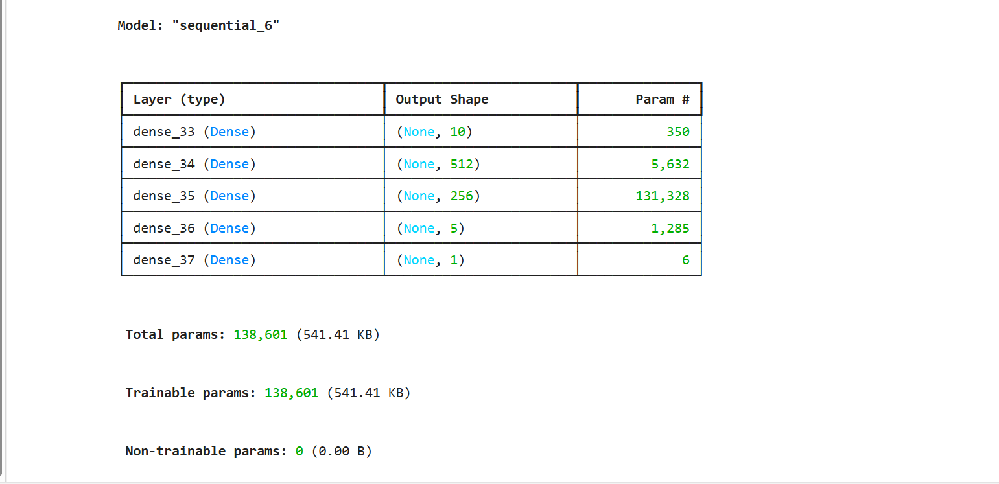 Model: "sequential_6"
Layer (type) Output Shape Param #
dense_33 (Dense) (None, 10) 350
dense_34 (Dense) (None, 512) 5,632
dense_35 (Dense) (None, 256) 131,328
dense_36 (Dense) (None, 5) 1,285
dense_37 (Dense) (None, 1) 6
Total params: 138,601 (541.41 KB)
Trainable params: 138,601 (541.41 KB)
Non-trainable params: 0 (0.00 B)